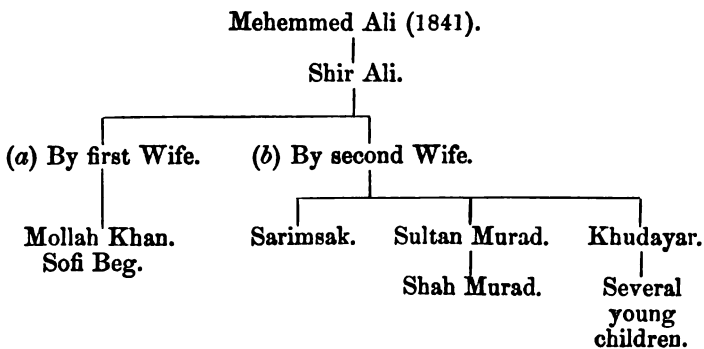 Mehemmed Ali (1841).
Shir Ali.
(a) By first Wife. (b) By second Wife.
Mollah Khan. Sarimsak. Sultan Murad. Khudayar.
Sofi Beg.
Shah Murad. Several
young
children.